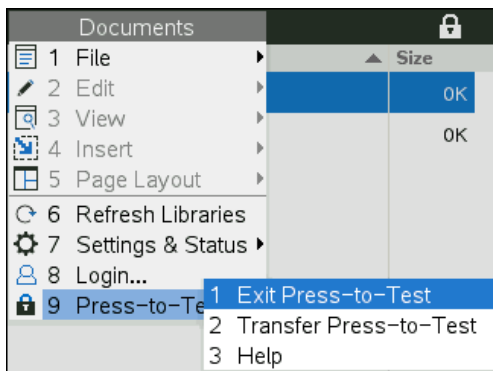 Documents
1 File
Size
2 Edit
0K
3 View
0K
4 Insert
5 Page Layout
6 Refresh Libraries
7 Settings & Status
8 Login...
9 Press-to-Te
1 Exit Press-to-Test
2 Transfer Press-to-Test
3 Help